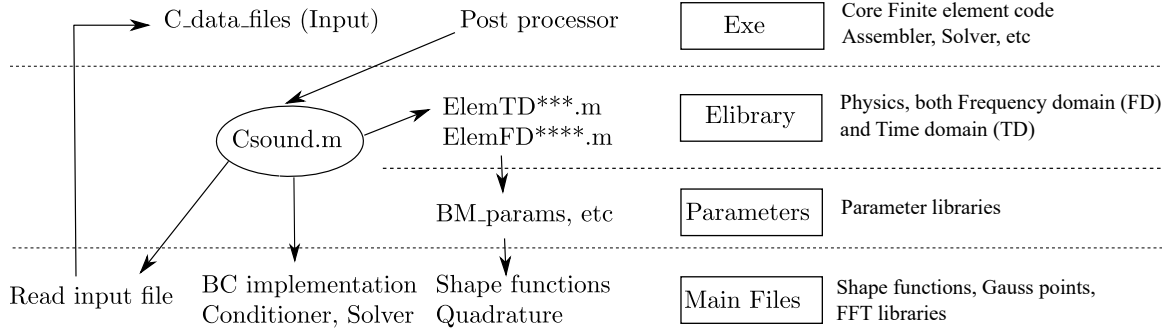 C_data_files (Input)
Post processor
Exe
Core Finite element code
Assembler, Solver, etc
Csound.m
ElemTD***.m
ElemFD****.m
Elibrary
Physics, both Frequency domain (FD)
and Time domain (TD)
BM_params, etc
Parameters
Parameter libraries
Read input file
BC implementation
Conditioner, Solver
Shape functions
Quadrature
Main Files
Shape functions, Gauss points,
FFT libraries